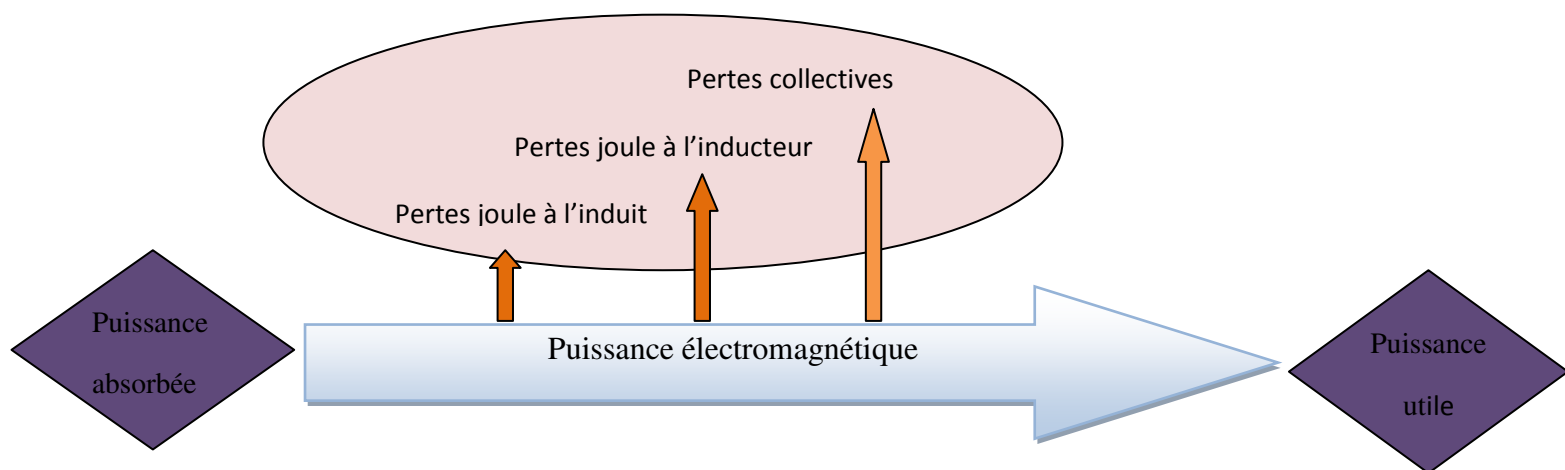 Pertes collectives
Pertes joule à l’inducteur
Pertes joule à l’induit
Puissance
absorbée
Puissance électromagnétique
Puissance
utile